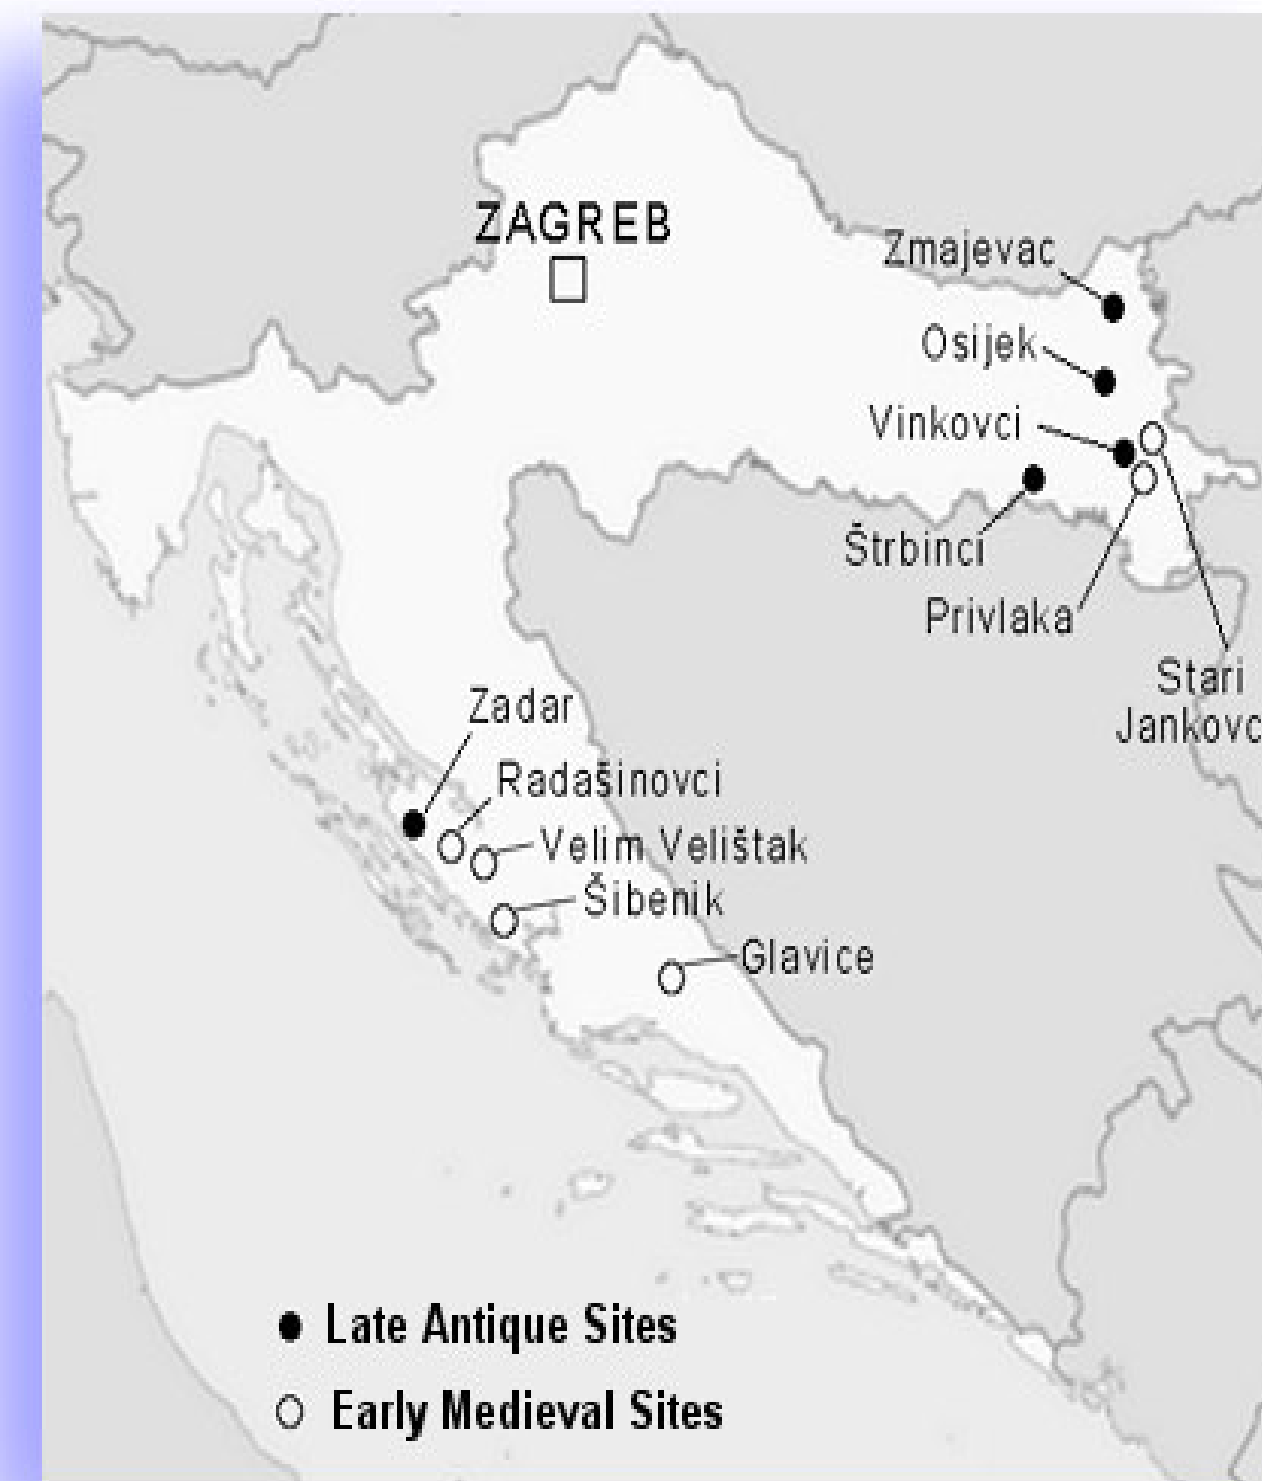 ZAGREB
Zmajevac
Osijek
Vinkovci
Štrbinci
Privlaka
Stari
Jankovc
Zadar
Radašinovci
Velim Velištak
Šibenik
Glavice
Late Antique Sites
Early Medieval Sites